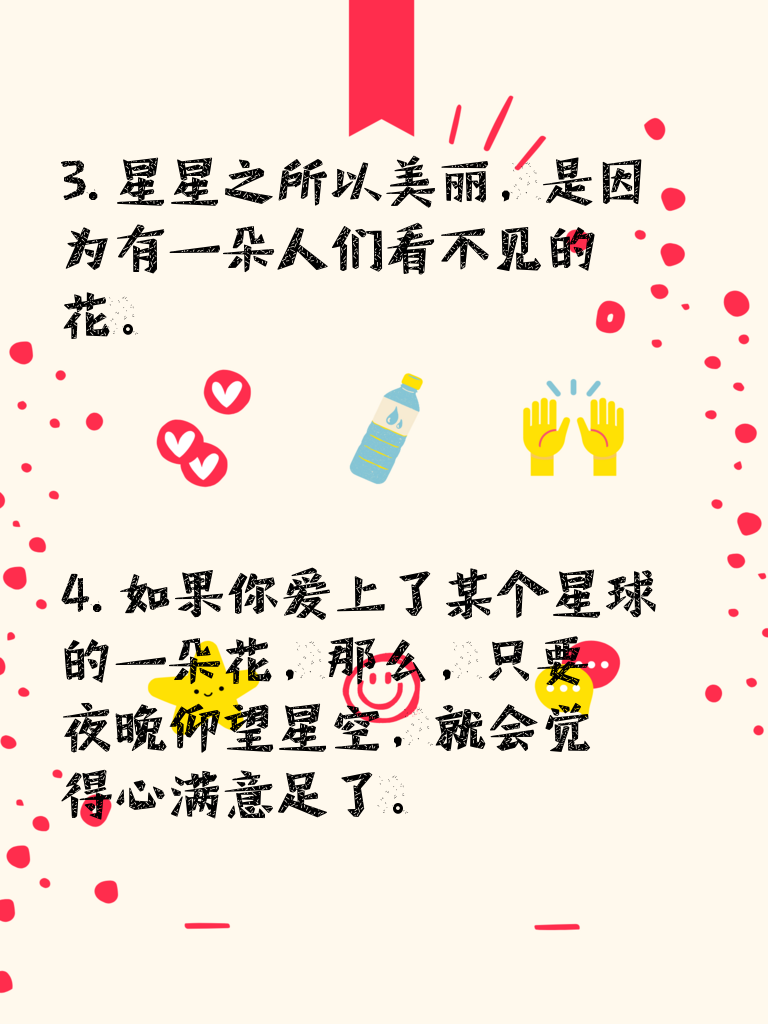 3. 星星之所以美丽，是因
为有一朵人们看不见的
花。
4. 如果你爱上了某个星球
的一朵花，那么，只要
夜晚仰望星空，就会觉
得心满意足了。